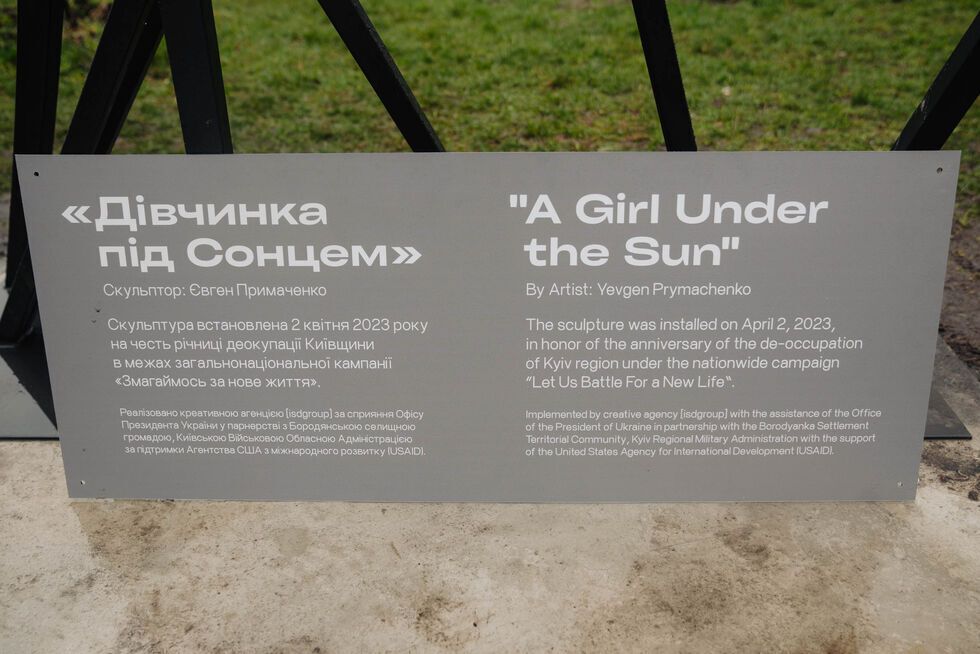 «Дівчинка
під Сонцем»
Скульптор: Євген Примаченко
Скульптура встановлена 2 квітня 2023 року
на честь річниці деокупації Київщини
в межах загальнонаціональної кампанії
«Змагаймось за нове життя».
Реалізовано креативною агенцією [isdgroup] за сприяння Офісу
Президента України у партнерстві з Бородянською селищною
громадою, Київською Військовою Обласною Адміністрацією
за підтримки Агентства США з міжнародного розвитку (USAID).
"A Girl Under
the Sun"
By Artist: Yevgen Prymachenko
The sculpture was installed on April 2, 2023,
in honor of the anniversary of the de-occupation
of Kyiv region under the nationwide campaign
“Let Us Battle For a New Life“.
Implemented by creative agency [isdgroup] with the assistance of the Office
of the President of Ukraine in partnership with the Borodyanka Settlement
Territorial Community, Kyiv Regional Military Administration with the support
of the United States Agency for International Development (USAID).